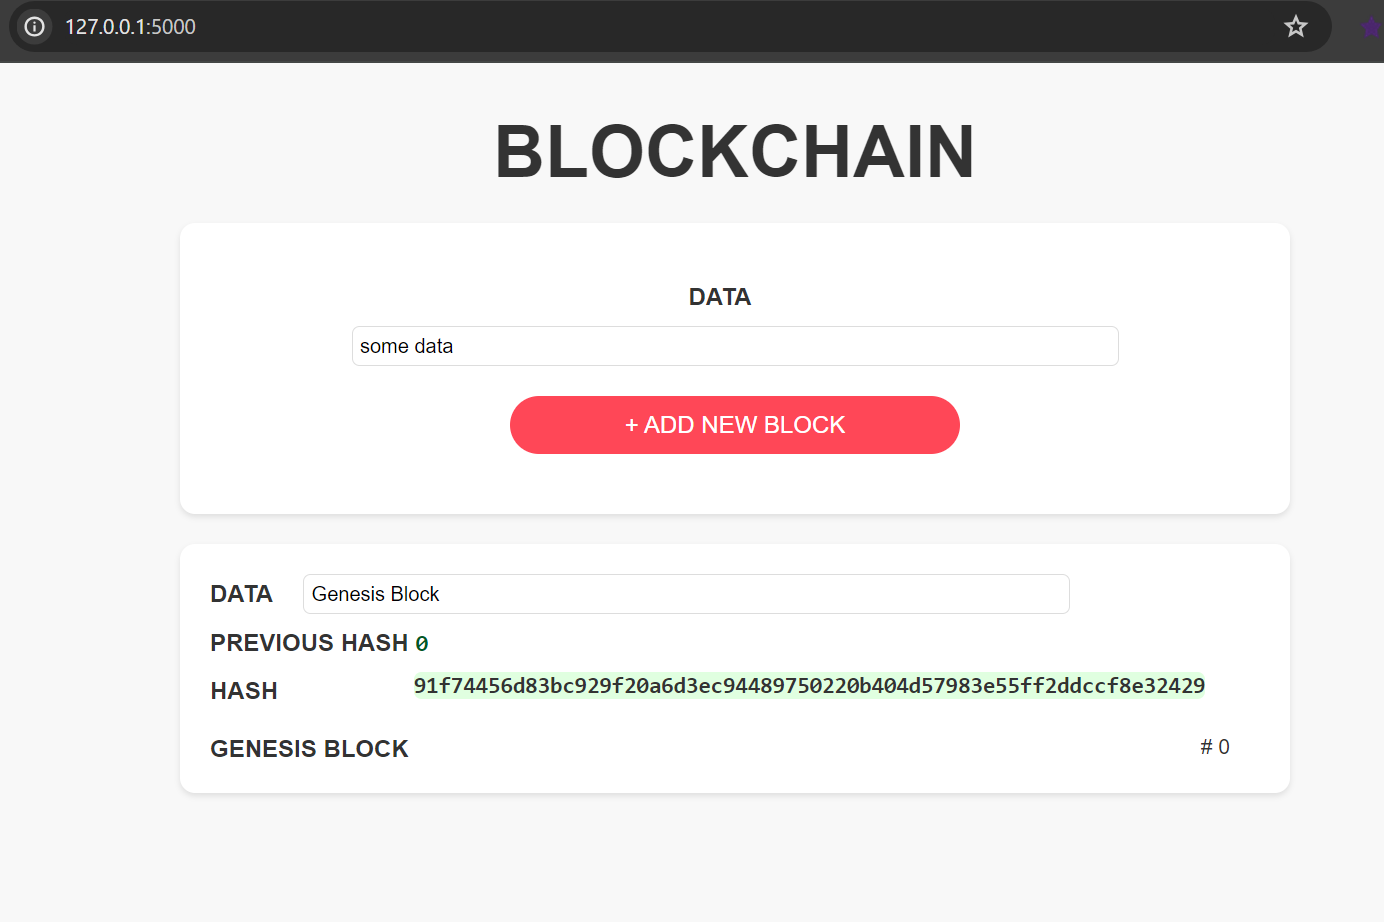 127.0.0.1:5000
BLOCKCHAIN
DATA
some data
+ ADD NEW BLOCK
DATA Genesis Block
PREVIOUS HASH 0
HASH 91f74456d83bc929f20a6d3ec94489750220b404d57983e55ff2ddccf8e32429
GENESIS BLOCK # 0